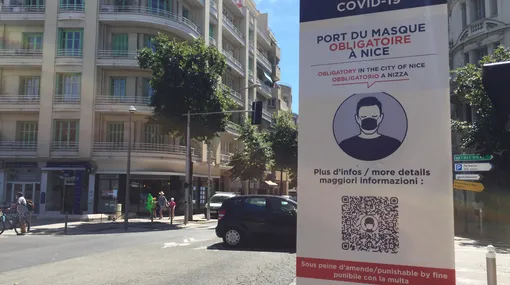 COVID-19
PORT DU MASQUE
OBLIGATOIRE
À NICE
OBLIGATORY IN THE CITY OF NICE
OBBLIGATORIO A NIZZA
Plus d'infos / more details
maggiori informazioni :
Sous peine d'amende/punishable by fine
punibile con la multa